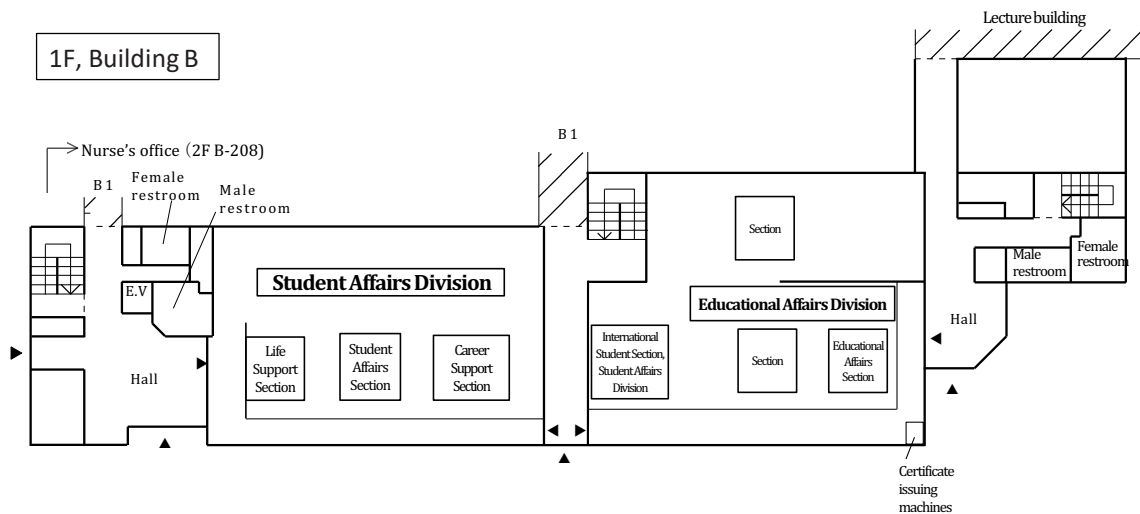 Lecture building
1F, Building B
B 1
Nurse's office (2F B-208)
B 1
Female
restroom
Male
restroom
Section
Male
restroom
Female
restroom
Student Affairs Division
E.V
Educational Affairs Division
Hall
Life
Support
Section
Student
Affairs
Section
Career
Support
Section
International
Student Section,
Student Affairs
Division
Section
Educational
Affairs
Section
Hall
Certificate
issuing
machines